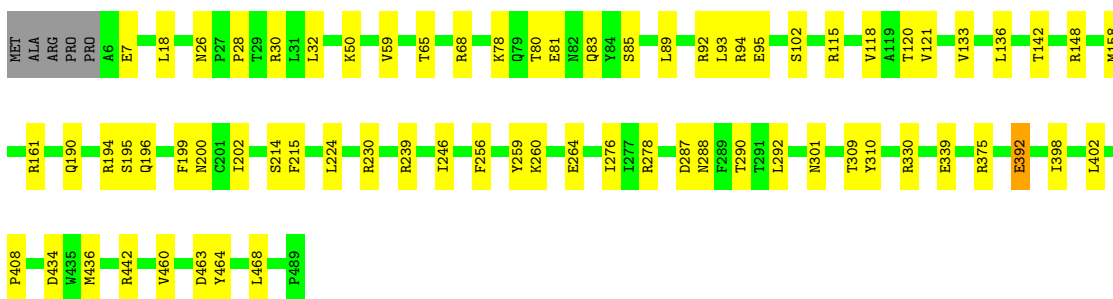 MET ALA ARG PRO PRO A6 E7 L18 N26 P27 P28 T29 R30 L31 L32 K50 V59 T65 R68 K78 Q79 T80 E81 N82 Q83 Y84 S85 L89 R92 L93 R94 E95 S102 R115 V118 A119 T120 V121 V133 L136 T142 R148 M158
R161 Q190 R194 S195 Q196 F199 N200 C201 I202 S214 F215 L224 R230 R239 I246 F256 Y259 K260 E264 I276 I277 R278 D287 N288 F289 T290 T291 L292 N301 T309 Y310 R330 E339 R375 E392 I398 L402
P408 D434 W435 M436 R442 V460 D463 Y464 L468 P489